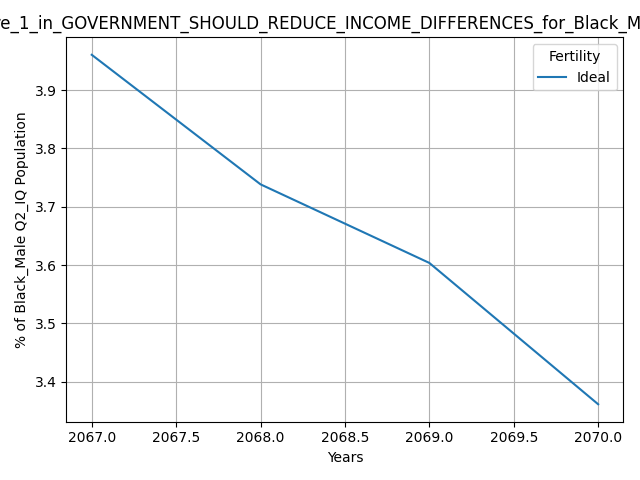 re_1_in_GOVERNMENT_SHOULD_REDUCE_INCOME_DIFFERENCES_for_Black_M
Fertility
Ideal
% of Black_Male Q2_IQ Population
3.9
3.8
3.7
3.6
3.5
3.4
2067.0 2067.5 2068.0 2068.5 2069.0 2069.5 2070.0
Years